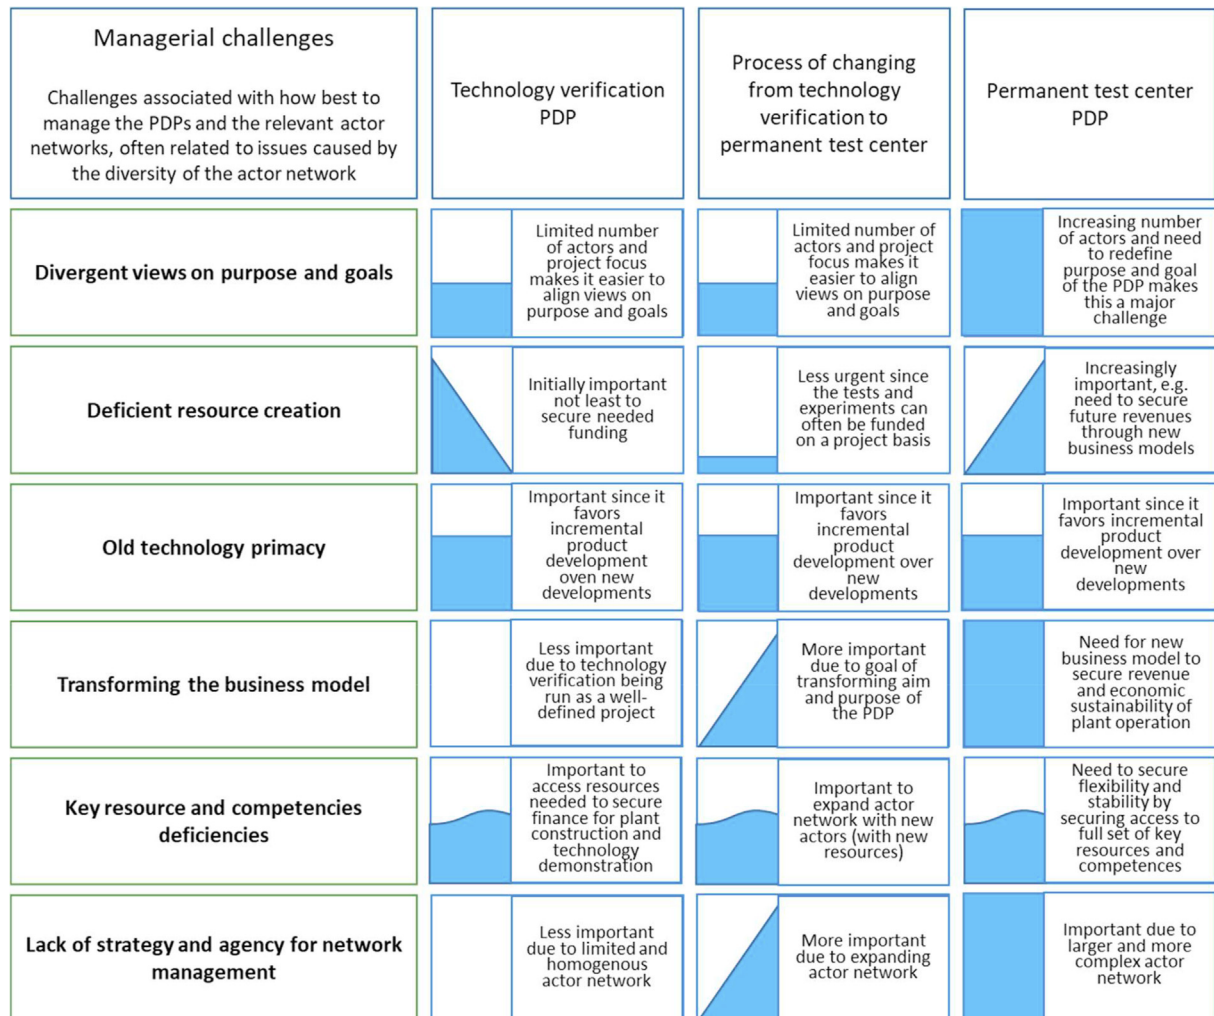 Managerial challenges
Challenges associated with how best to
manage the PDPs and the relevant actor
networks, often related to issues caused by
the diversity of the actor network
Technology verification
PDP
Process of changing
from technology
verification to
permanent test center
Permanent test center
PDP
Divergent views on purpose and goals
Limited number
of actors and
project focus
makes it easier to
align views on
purpose and goals
Limited number of
actors and project
focus makes it
easier to align
views on purpose
and goals
Increasing number
of actors and need
to redefine
purpose and goal
of the PDP makes
this a major
challenge
Deficient resource creation
Initially important
not least to
secure needed
funding
Less urgent since
the tests and
experiments can
often be funded
on a project basis
Increasingly
important, e.g.
need to secure
future revenues
through new
business models
Old technology primacy
Important since it
favors
incremental
product
development
oven new
developments
Important since it
favors
incremental
product
development over
new
developments
Important since it
favors incremental
product
development over
new
developments
Transforming the business model
Less important
due to technology
verification being
run as a well-
defined project
More important
due to goal of
transforming aim
and purpose of
the PDP
Need for new
business model to
secure revenue
and economic
sustainability of
plant operation
Key resource and competencies
deficiencies
Important to
access resources
needed to secure
finance for plant
construction and
technology
demonstration
Important to
expand actor
network with new
actors (with new
resources)
Need to secure
flexibility and
stability by
securing access to
full set of key
resources and
competences
Lack of strategy and agency for network
management
Less important
due to limited and
homogenous
actor network
More important
due to expanding
actor network
Important due to
larger and more
complex actor
network